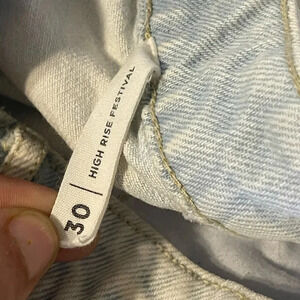 30 | HIGH RISE FESTIVAL